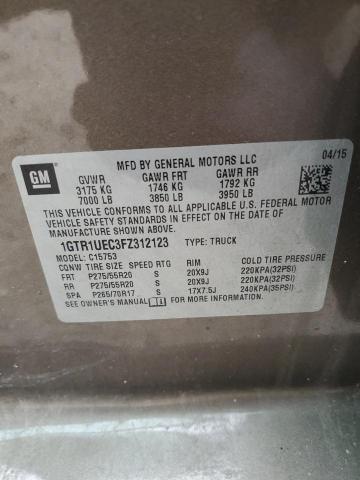 GM
MFD BY GENERAL MOTORS LLC 04/15
GVWR GAWR FRT GAWR RR
3175 KG 1746 KG 1792 KG
7000 LB 3850 LB 3950 LB
THIS VEHICLE CONFORMS TO ALL APPLICABLE U.S. FEDERAL MOTOR
VEHICLE SAFETY STANDARDS IN EFFECT ON THE DATE OF
MANUFACTURE SHOWN ABOVE.
1GTR1UEC3FZ312123 TYPE: TRUCK
MODEL: C15753
CONW TIRE SIZE SPEED RTG RIM COLD TIRE PRESSURE
FRT P275/55R20 S 20X9J 220KPA(32PSI)
RR P275/55R20 S 20X9J 220KPA(32PSI)
SPA P265/70R17 S 17X7.5J 240KPA(35PSI)
SEE OWNER'S MANUAL